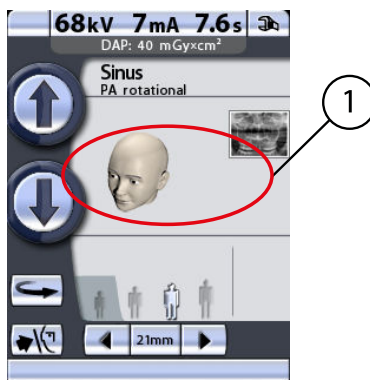 68kV 7mA 7.6s
DAP: 40 mGy×cm²
Sinus
PA rotational
1
21mm